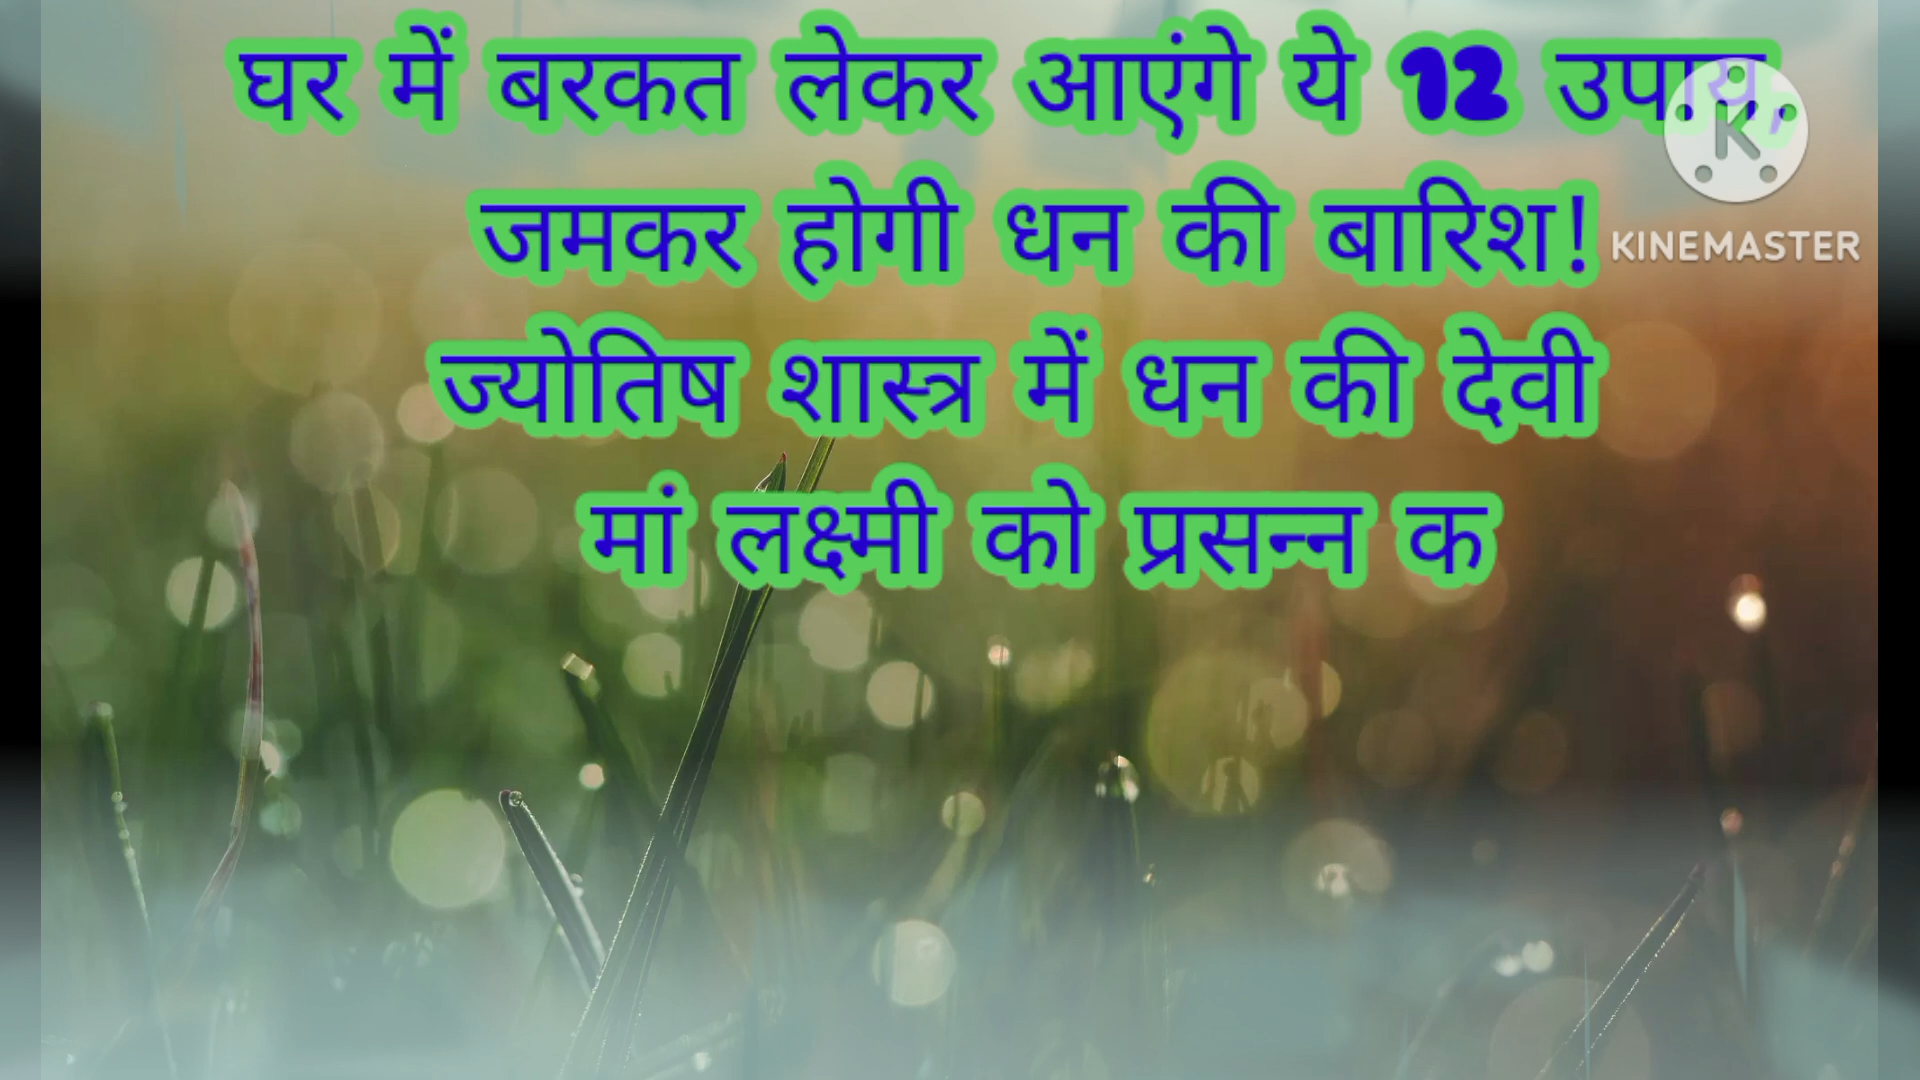 घर में बरकत लेकर आएंगे ये 12 उपाय,
जमकर होगी धन की बारिश!
ज्योतिष शास्त्र में धन की देवी
मां लक्ष्मी को प्रसन्न क
K
KINEMASTER